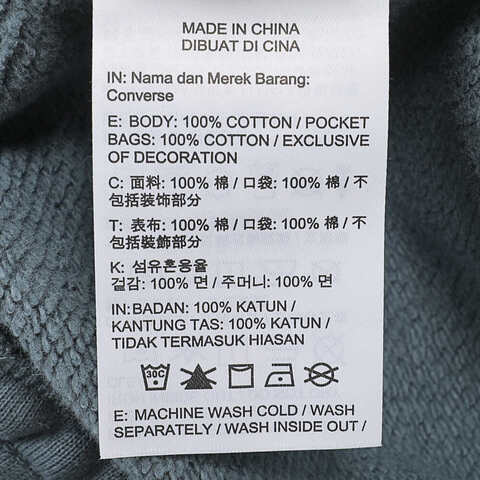 MADE IN CHINA
DIBUAT DI CINA
IN: Nama dan Merek Barang:
Converse
E: BODY: 100% COTTON / POCKET
BAGS: 100% COTTON / EXCLUSIVE
OF DECORATION
C: 面料: 100% 棉 / 口袋: 100% 棉 / 不
包括装饰部分
T: 表布: 100% 棉 / 口袋: 100% 棉 / 不
包括裝飾部分
K: 섬유혼용율
겉감: 100% 면 / 주머니: 100% 면
IN: BADAN: 100% KATUN /
KANTUNG TAS: 100% KATUN /
TIDAK TERMASUK HIASAN
30C
E: MACHINE WASH COLD / WASH
SEPARATELY / WASH INSIDE OUT /